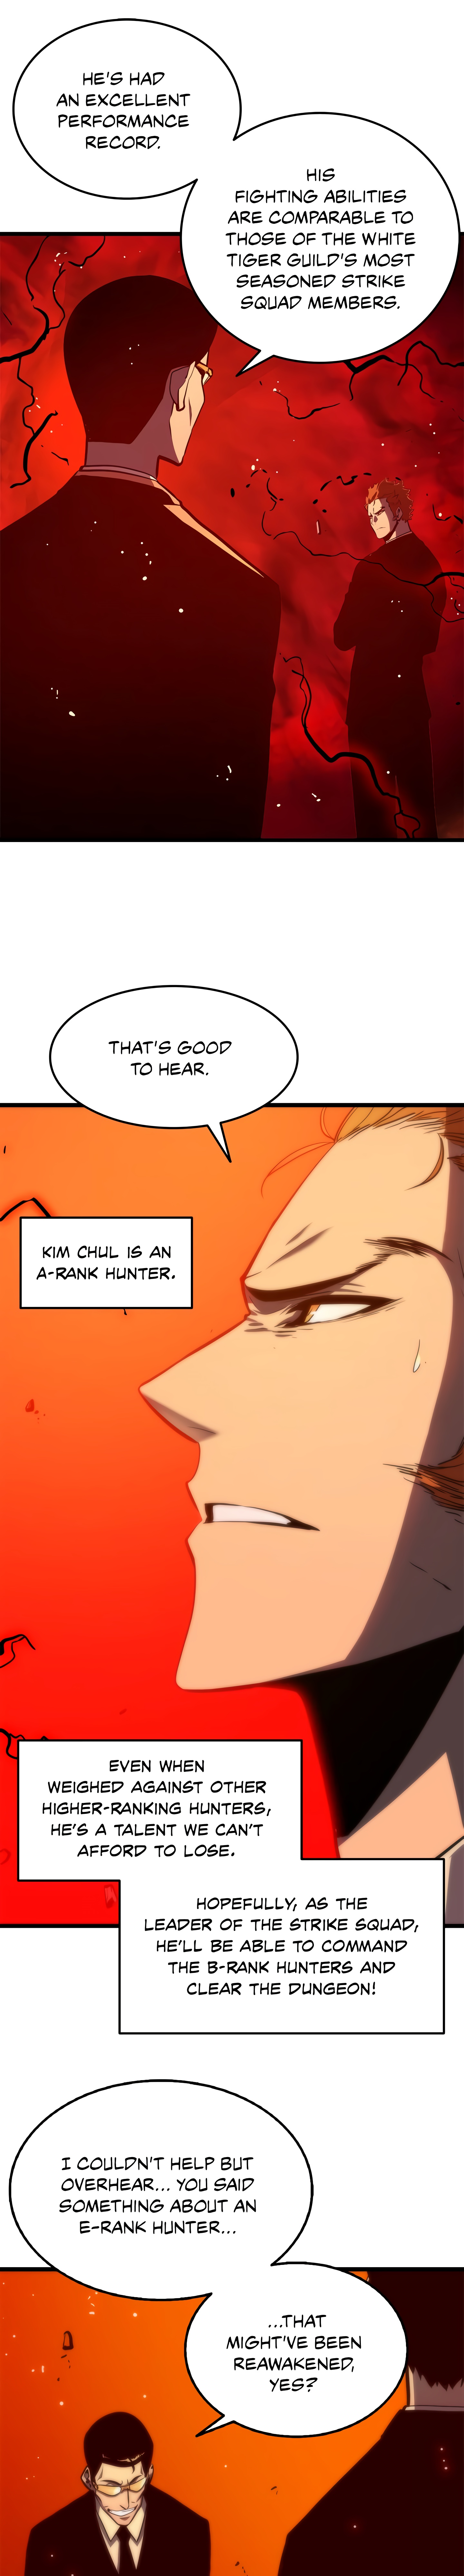 HE'S HAD
AN EXCELLENT
PERFORMANCE
RECORD.
HIS
FIGHTING ABILITIES
ARE COMPARABLE TO
THOSE OF THE WHITE
TIGER GUILD'S MOST
SEASONED STRIKE
SQUAD MEMBERS.
THAT'S GOOD
TO HEAR.
KIM CHUL IS AN
A-RANK HUNTER.
EVEN WHEN
WEIGHED AGAINST OTHER
HIGHER-RANKING HUNTERS,
HE'S A TALENT WE CAN'T
AFFORD TO LOSE.
HOPEFULLY, AS THE
LEADER OF THE STRIKE SQUAD,
HE'LL BE ABLE TO COMMAND
THE B-RANK HUNTERS AND
CLEAR THE DUNGEON!
I COULDN'T HELP BUT
OVERHEAR... YOU SAID
SOMETHING ABOUT AN
E-RANK HUNTER...
...THAT
MIGHT'VE BEEN
REAWAKENED,
YES?